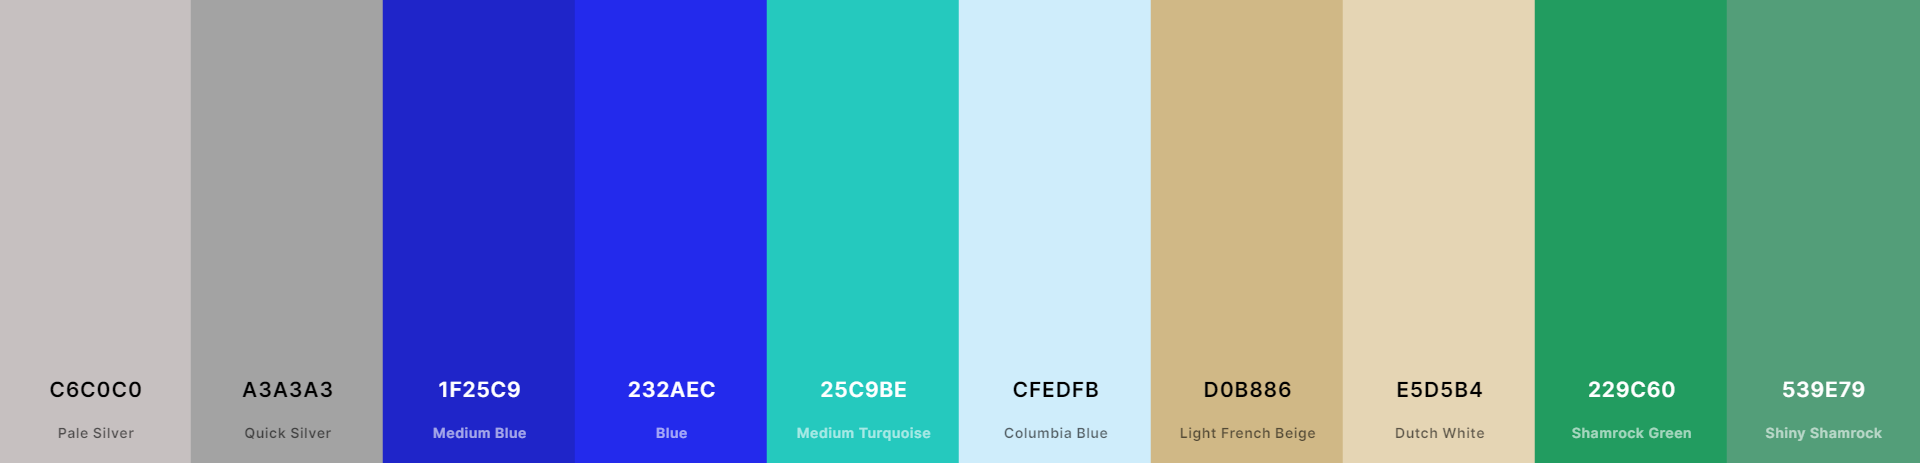 C6C0C0
Pale Silver
A3A3A3
Quick Silver
1F25C9
Medium Blue
232AEC
Blue
25C9BE
Medium Turquoise
CFEDFB
Columbia Blue
D0B886
Light French Beige
E5D5B4
Dutch White
229C60
Shamrock Green
539E79
Shiny Shamrock